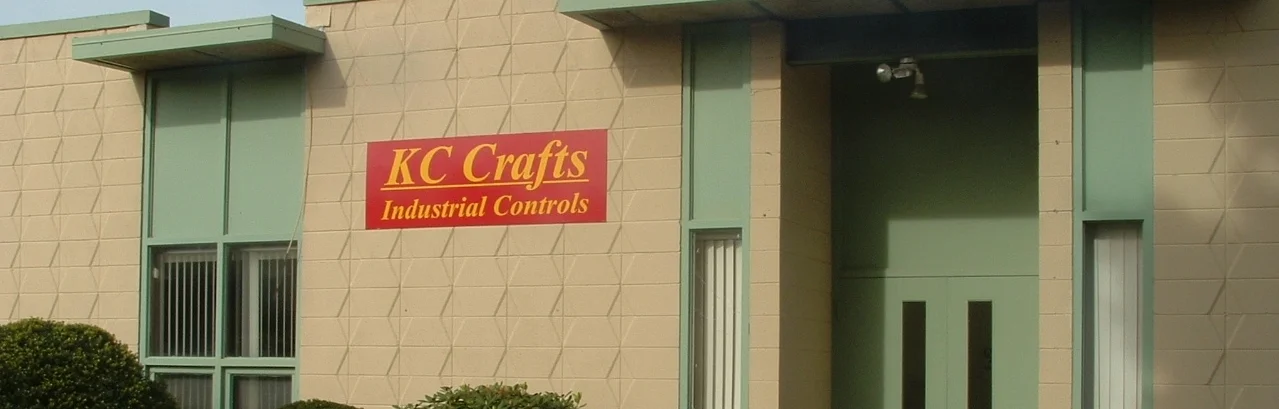 KC Crafts
Industrial Controls